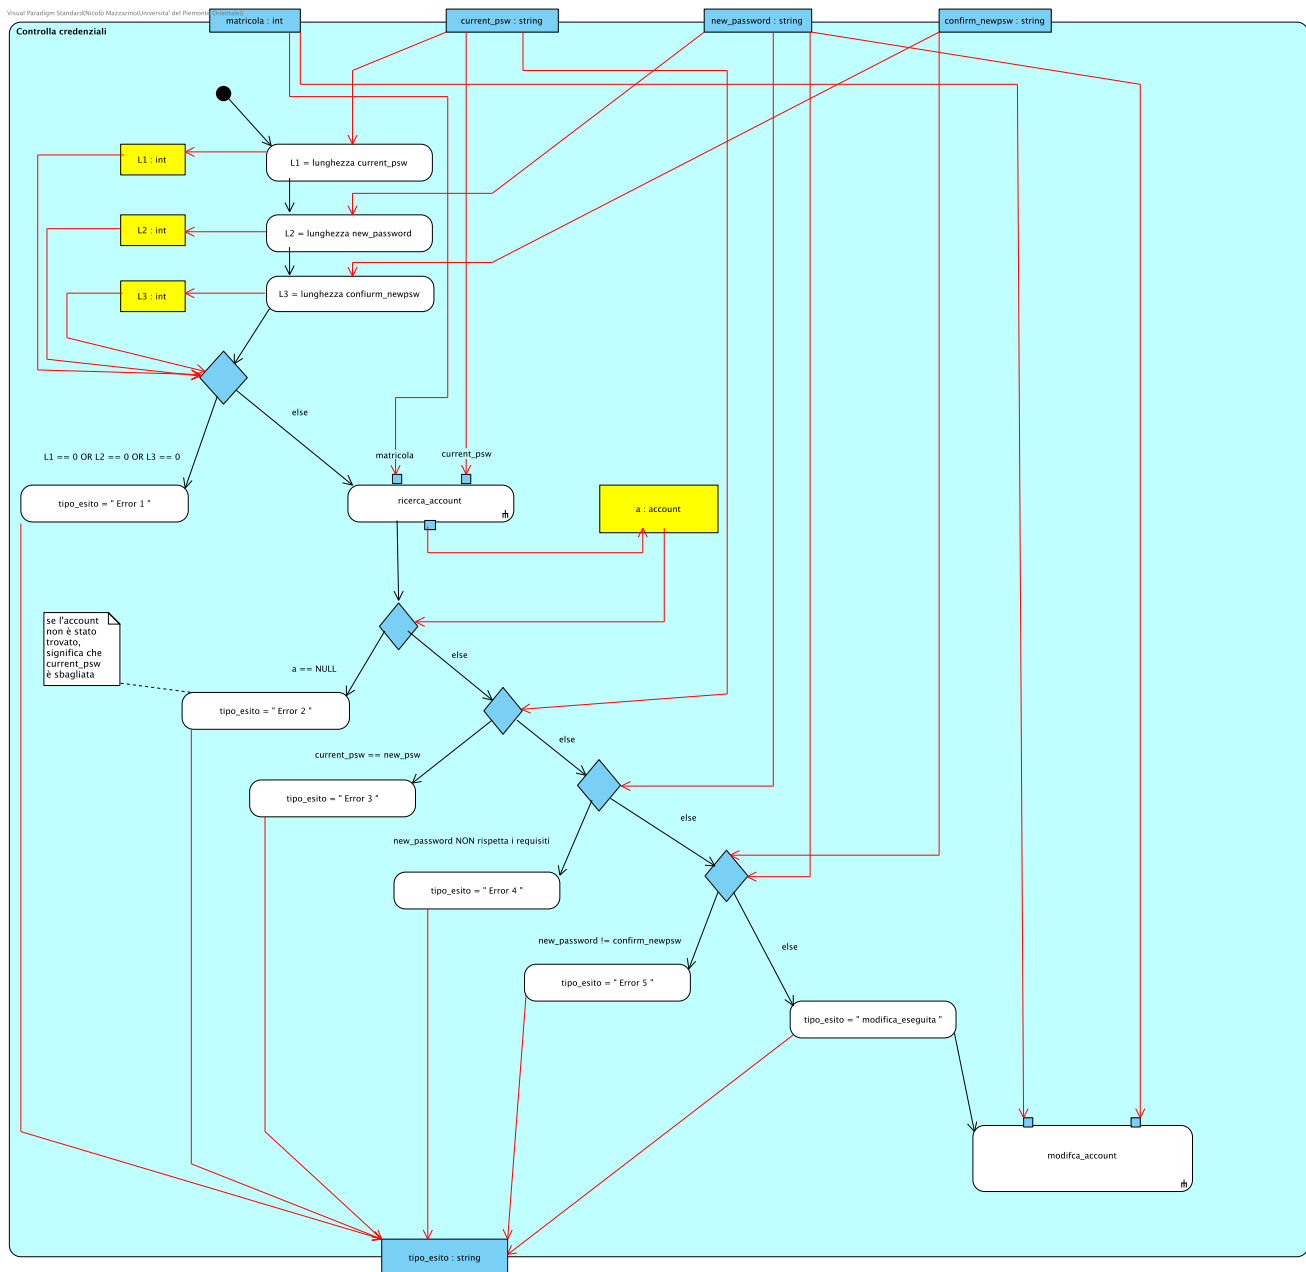 Visual Paradigm Standard(Nicolò Mazzarino(Universita' del Piemonte Orientale))
matricola : int
current_psw : string
new_password : string
confirm_newpsw : string
Controlla credenziali
L1 : int
L1 = lunghezza current_psw
L2 : int
L2 = lunghezza new_password
L3 : int
L3 = lunghezza confiurm_newpsw
else
L1 == 0 OR L2 == 0 OR L3 == 0
matricola
current_psw
tipo_esito = " Error 1 "
ricerca_account
a : account
se l'account
non è stato
trovato,
significa che
current_psw
è sbagliata
else
a == NULL
tipo_esito = " Error 2 "
else
current_psw == new_psw
tipo_esito = " Error 3 "
else
new_password NON rispetta i requisiti
tipo_esito = " Error 4 "
new_password != confirm_newpsw
else
tipo_esito = " Error 5 "
tipo_esito = " modifica_eseguita "
modifca_account
tipo_esito : string